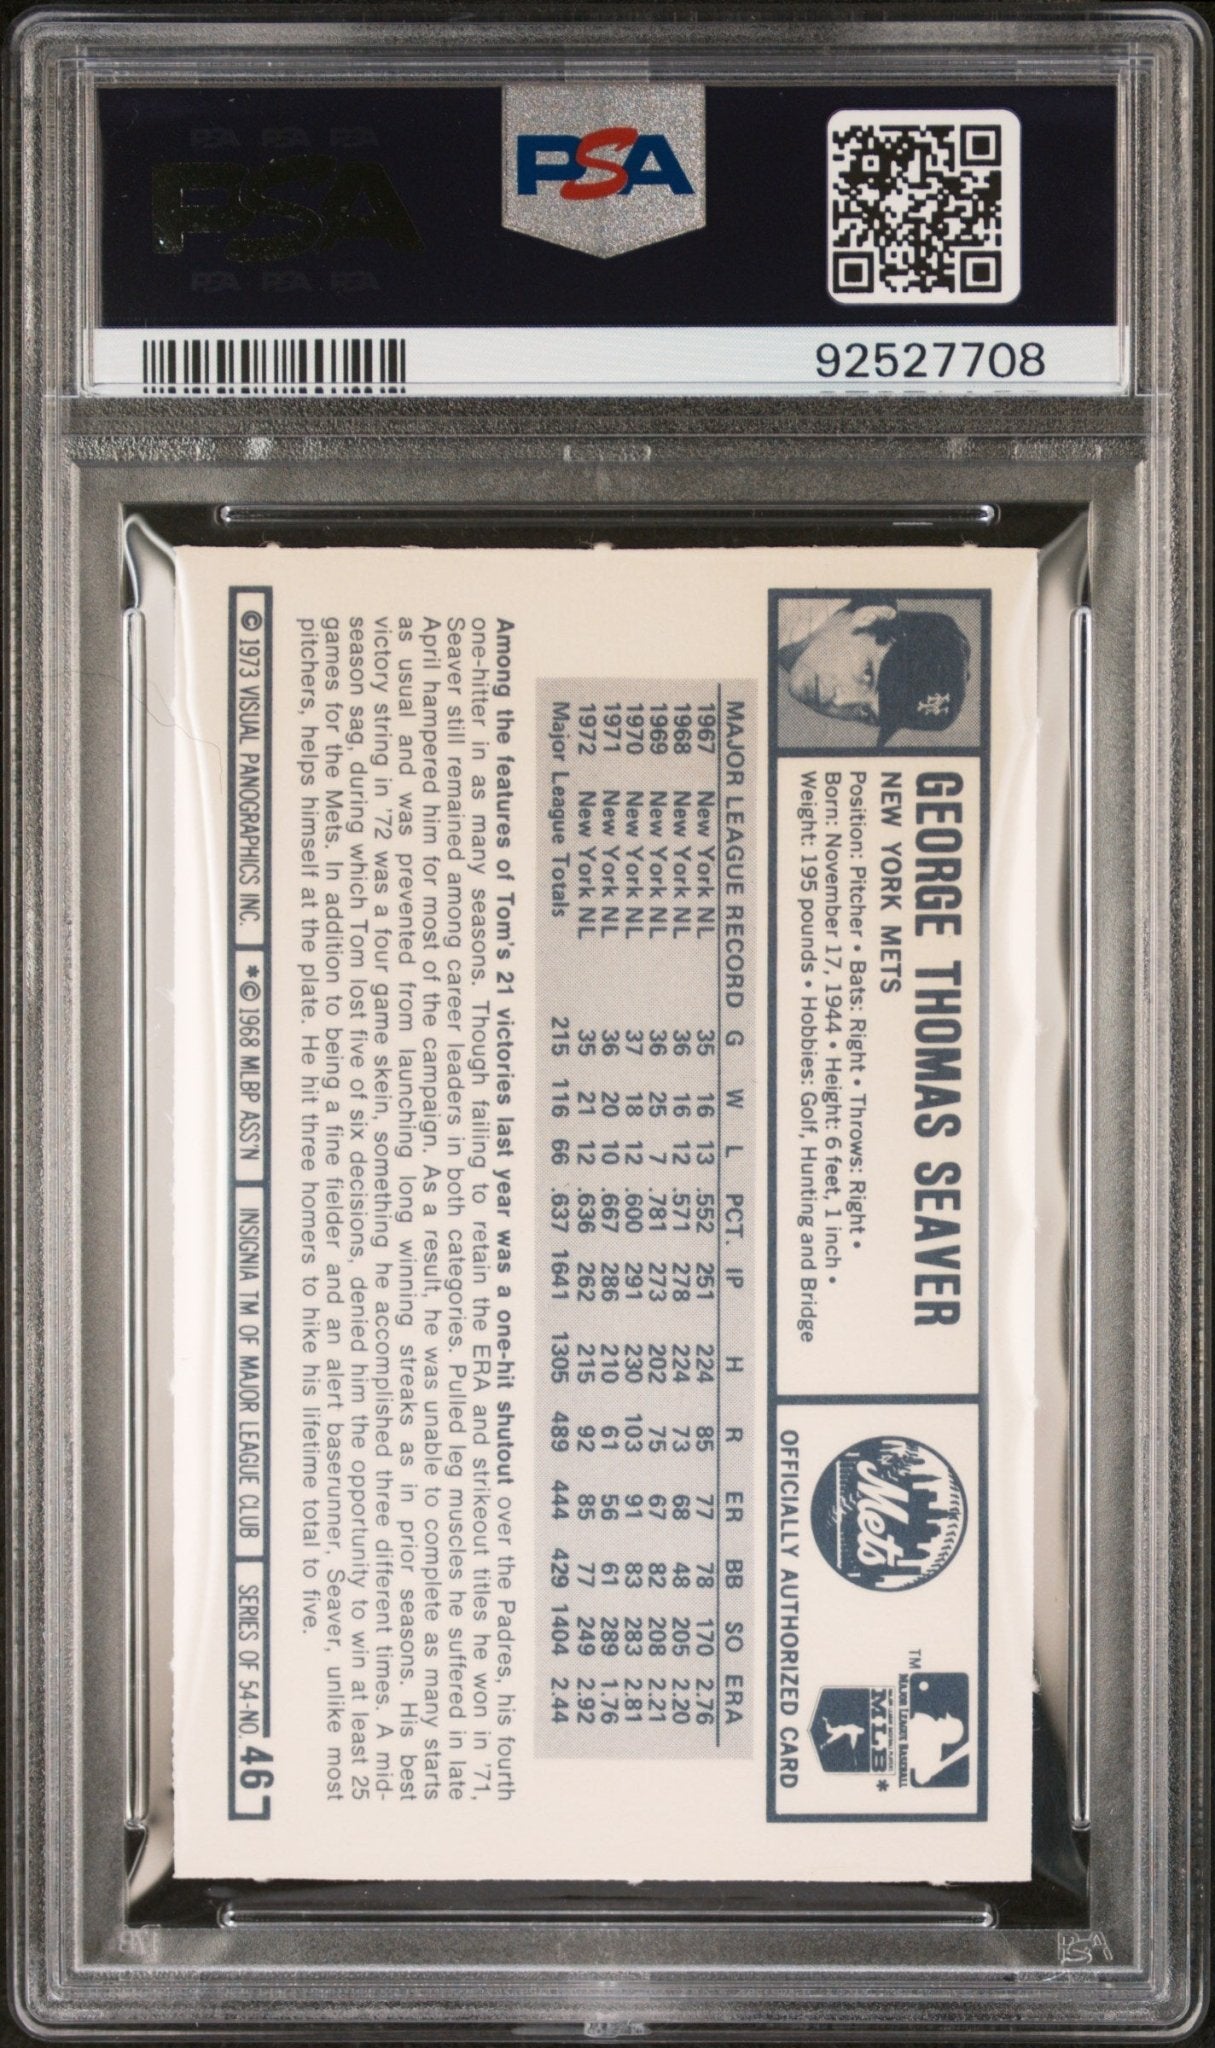 PSA PSA PSA
PSA
PSA PSA PSA
PSA
92527708
GEORGE THOMAS SEAVER
NEW YORK METS
Position: Pitcher • Bats: Right • Throws: Right •
Born: November 17, 1944 • Height: 6 feet, 1 inch •
Weight: 195 pounds • Hobbies: Golf, Hunting and Bridge
NY
Mets
OFFICIALLY AUTHORIZED CARD
TM
MAJOR LEAGUE BASEBALL
MLB
*
MAJOR LEAGUE RECORD G W L PCT. IP H R ER BB SO ERA
1967 New York NL 35 16 13 .552 251 224 85 77 78 170 2.76
1968 New York NL 36 16 12 .571 278 224 73 68 48 205 2.20
1969 New York NL 36 25 7 .781 273 202 75 67 82 208 2.21
1970 New York NL 37 18 12 .600 291 230 103 91 83 283 2.81
1971 New York NL 36 20 10 .667 286 210 61 56 61 289 1.76
1972 New York NL 35 21 12 .636 262 215 92 85 77 249 2.92
Major League Totals 215 116 66 .637 1641 1305 489 444 429 1404 2.44
Among the features of Tom's 21 victories last year was a one-hit shutout over the Padres, his fourth
one-hitter in as many seasons. Though failing to retain the ERA and strikeout titles he won in '71,
Seaver still remained among career leaders in both categories. Pulled leg muscles he suffered in late
April hampered him for most of the campaign. As a result, he was unable to complete as many starts
as usual and was prevented from launching long winning streaks as in prior seasons. His best
victory string in '72 was a four game skein, something he accomplished three different times. A mid-
season sag, during which Tom lost five of six decisions, denied him the opportunity to win at least 25
games for the Mets. In addition to being a fine fielder and an alert baserunner, Seaver, unlike most
pitchers, helps himself at the plate. He hit three homers to hike his lifetime total to five.
© 1973 VISUAL PANOGRAPHICS INC. *© 1968 MLBP ASS'N INSIGNIA TM OF MAJOR LEAGUE CLUB SERIES OF 54-NO. 46
PSA